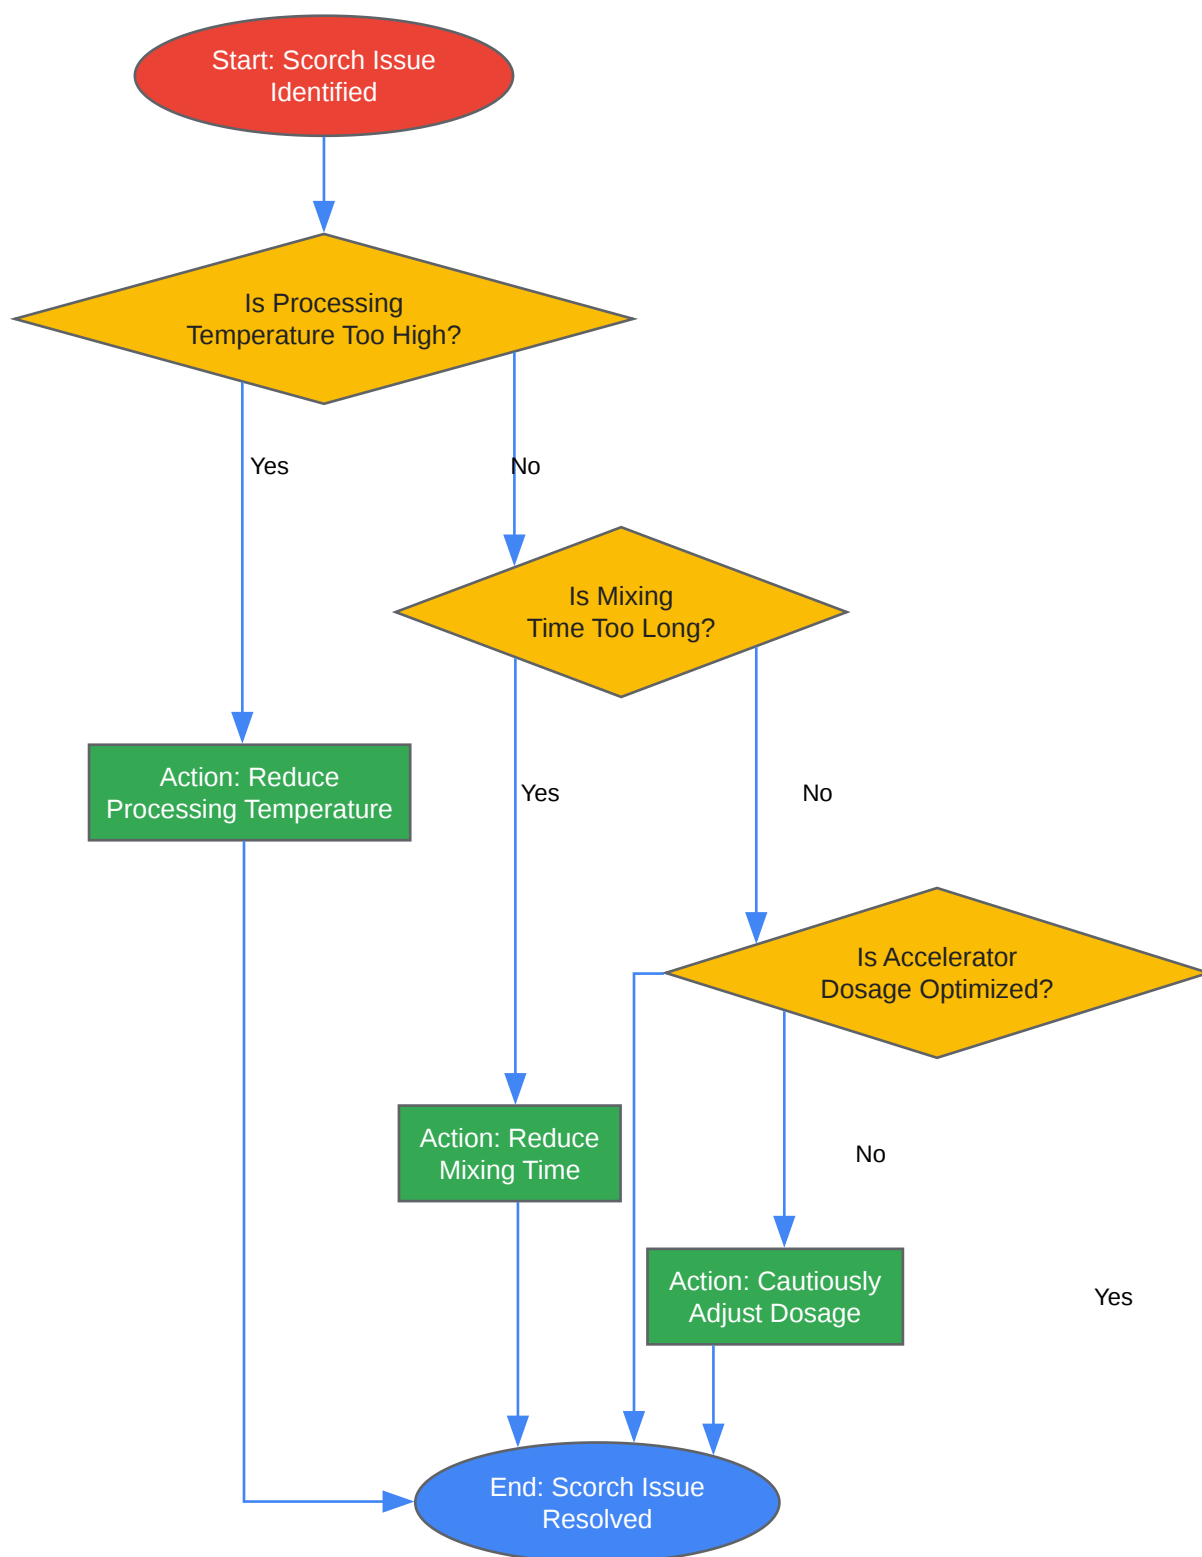 Start: Scorch Issue
Identified
Is Processing
Temperature Too High?
Yes
No
Is Mixing
Time Too Long?
Action: Reduce
Processing Temperature
Yes
No
Is Accelerator
Dosage Optimized?
Action: Reduce
Mixing Time
No
Action: Cautiously
Adjust Dosage
Yes
End: Scorch Issue
Resolved